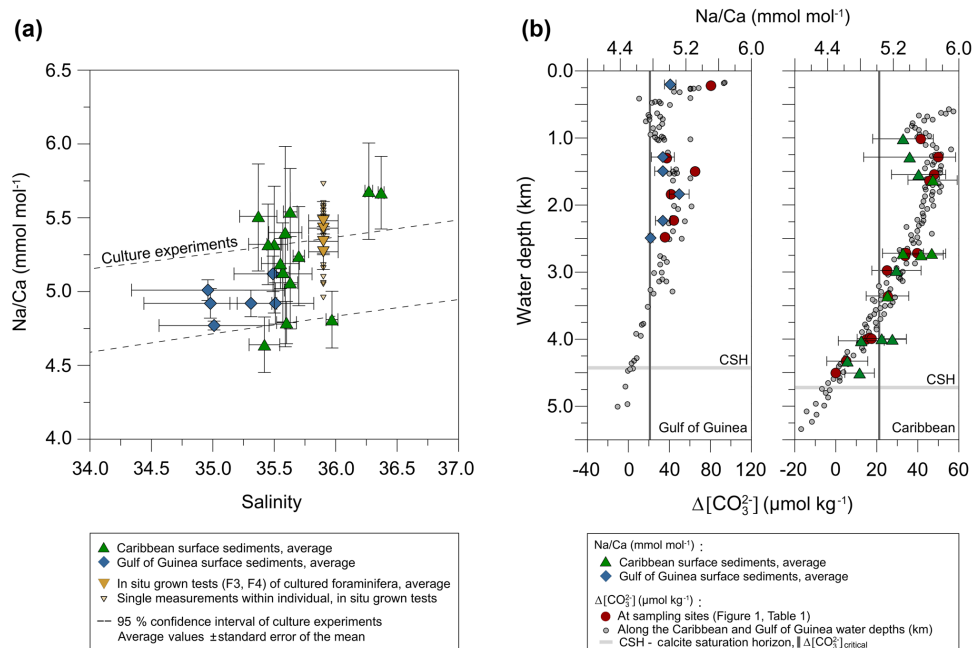 (a)
6.5
6.0
5.5
5.0
4.5
4.0
Na/Ca (mmol mol⁻¹)
Culture experiments
34.0 34.5 35.0 35.5 36.0 36.5 37.0
Salinity
▲ Caribbean surface sediments, average
◆ Gulf of Guinea surface sediments, average
▼ In situ grown tests (F3, F4) of cultured foraminifera, average
▽ Single measurements within individual, in situ grown tests
-- 95 % confidence interval of culture experiments
Average values ±standard error of the mean
(b)
Na/Ca (mmol mol⁻¹)
4.4 5.2 6.0 4.4 5.2 6.0
0.0
1.0
2.0
3.0
4.0
5.0
Water depth (km)
CSH
Gulf of Guinea
CSH
Caribbean
-40 0 40 80 120 -20 0 20 40 60
Δ[CO₃²⁻] (µmol kg⁻¹)
Na/Ca (mmol mol⁻¹) :
▲ Caribbean surface sediments, average
◆ Gulf of Guinea surface sediments, average
Δ[CO₃²⁻] (µmol kg⁻¹) :
● At sampling sites (Figure 1, Table 1)
● Along the Caribbean and Gulf of Guinea water depths (km)
CSH - calcite saturation horizon, Δ[CO₃²⁻]critical